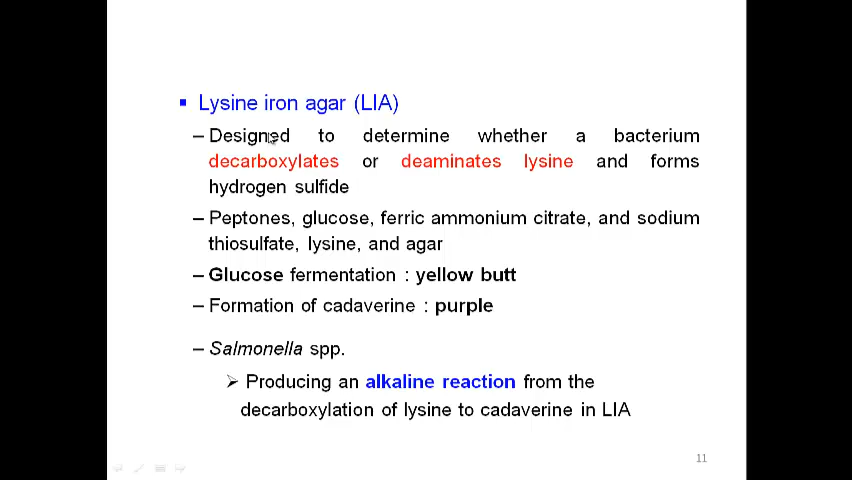 ▪ Lysine iron agar (LIA)
– Designed to determine whether a bacterium
decarboxylates or deaminates lysine and forms
hydrogen sulfide
– Peptones, glucose, ferric ammonium citrate, and sodium
thiosulfate, lysine, and agar
– Glucose fermentation : yellow butt
– Formation of cadaverine : purple
– Salmonella spp.
➢ Producing an alkaline reaction from the
decarboxylation of lysine to cadaverine in LIA
11